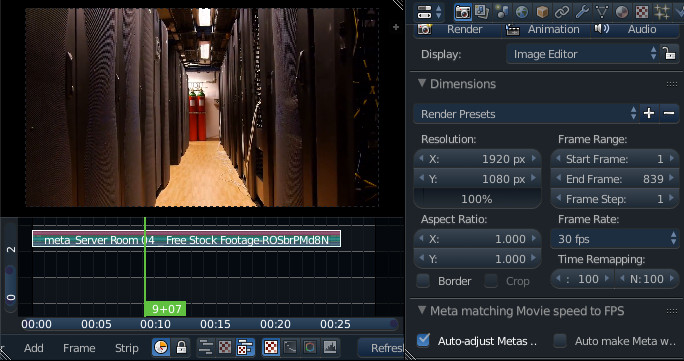 Render Animation Audio
Display: Image Editor
Dimensions
Render Presets
Resolution: Frame Range:
X: 1920 px Start Frame: 1
Y: 1080 px End Frame: 839
100% Frame Step: 1
Aspect Ratio: Frame Rate:
X: 1.000 30 fps
Y: 1.000 Time Remapping:
Border Crop : 100 N: 100
Meta matching Movie speed to FPS
Auto-adjust Metas .. Auto make Meta w..
2
0
meta Server Room 04 Free Stock Footage-ROSbrPMd8N
9+07
00:00 00:05 00:10 00:15 00:20 00:25
Add Frame Strip Refresh